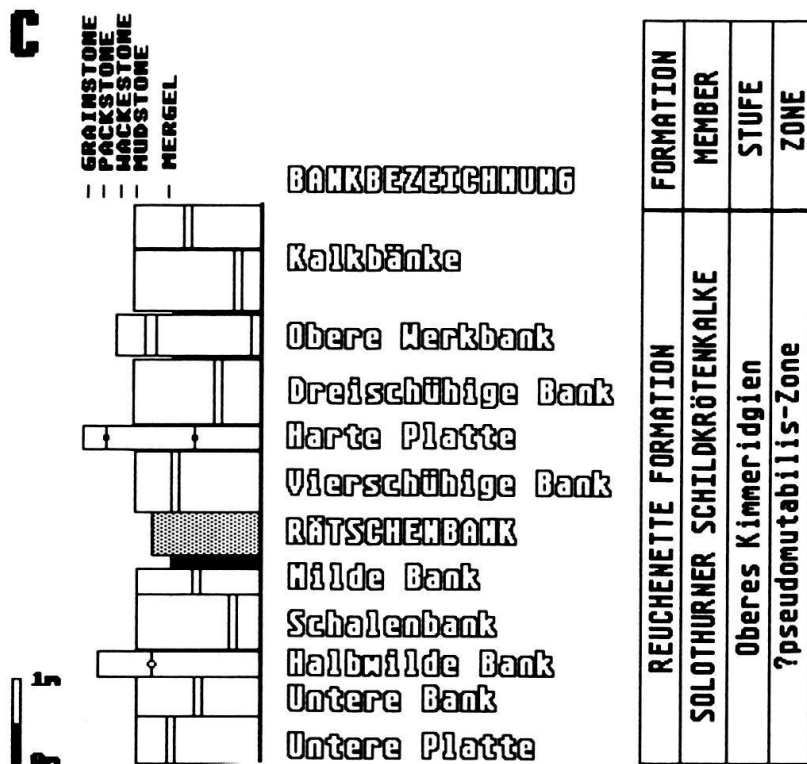 C
GRAINSTONE
PACKSTONE
WACKESTONE
MUDSTONE
MERGEL
BANKBEZEICHNUNG
Kalkbänke
Obere Werkbank
Dreischühige Bank
Harte Platte
Vierschühige Bank
RÄTSCHENBANK
Milde Bank
Schalenbank
Halbwilde Bank
Untere Bank
Untere Platte
1m
0m
FORMATION
MEMBER
STUFE
ZONE
REUCHENETTE FORMATION
SOLOTHURNER SCHILDKRÖTENKALKE
Oberes Kimmeridgien
?pseudomutabilis-Zone